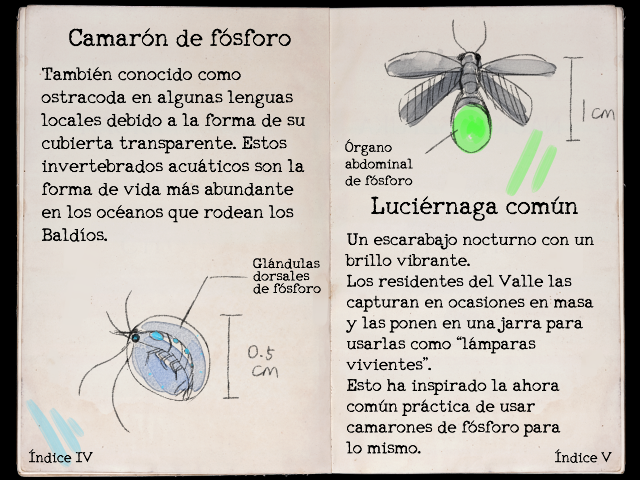 Camarón de fósforo
También conocido como
ostracoda en algunas lenguas
locales debido a la forma de su
cubierta transparente. Estos
invertebrados acuáticos son la
forma de vida más abundante
en los océanos que rodean los
Baldíos.
Glándulas
dorsales
de fósforo
0.5
cm
Índice IV
1 cm
Órgano
abdominal
de fósforo
Luciérnaga común
Un escarabajo nocturno con un
brillo vibrante.
Los residentes del Valle las
capturan en ocasiones en masa
y las ponen en una jarra para
usarlas como “lámparas
vivientes”.
Esto ha inspirado la ahora
común práctica de usar
camarones de fósforo para
lo mismo.
Índice V